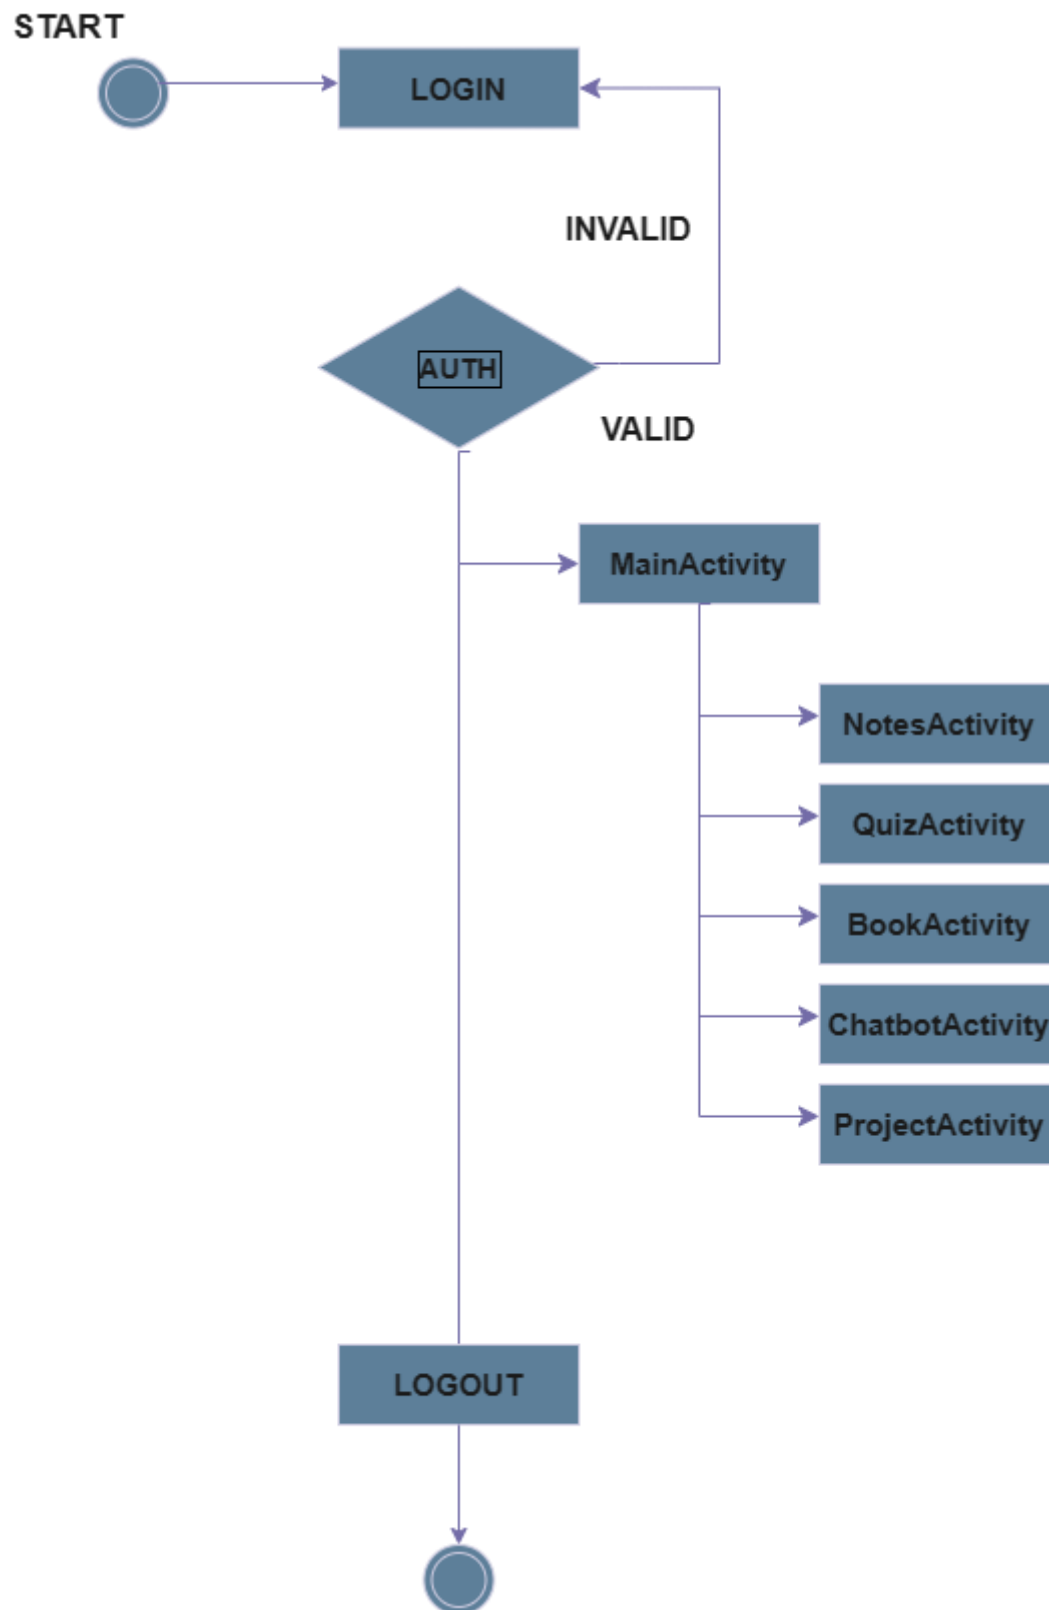 START
LOGIN
INVALID
AUTH
VALID
MainActivity
NotesActivity
QuizActivity
BookActivity
ChatbotActivity
ProjectActivity
LOGOUT